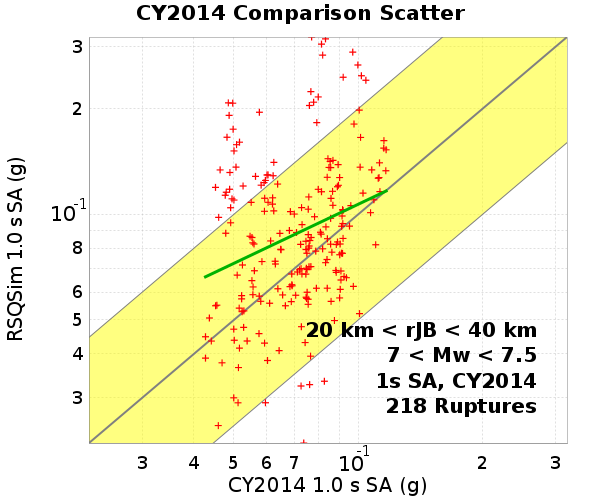 CY2014 Comparison Scatter
RSQSim 1.0 s SA (g)
3
2
10-1
8
6
5
4
3
20 km < rJB < 40 km
7 < Mw < 7.5
1s SA, CY2014
218 Ruptures
3 4 5 6 7 10-1 2 3
CY2014 1.0 s SA (g)